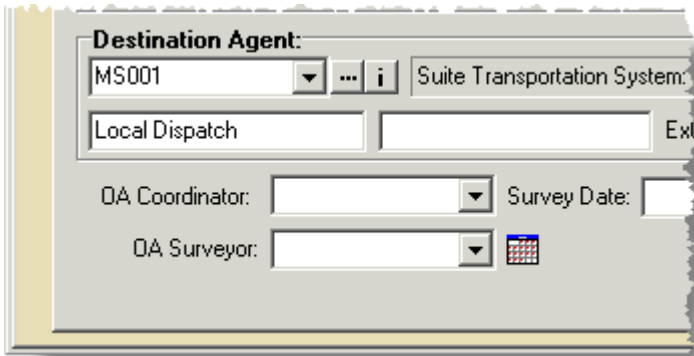 Destination Agent:
MS001 ... i Suite Transportation System:
Local Dispatch
OA Coordinator: Survey Date:
OA Surveyor: